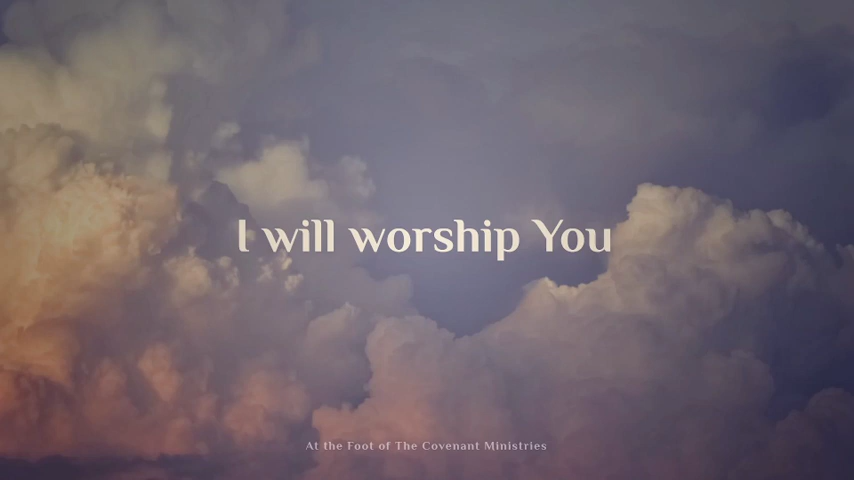 I will worship You
At the Foot of The Covenant Ministries